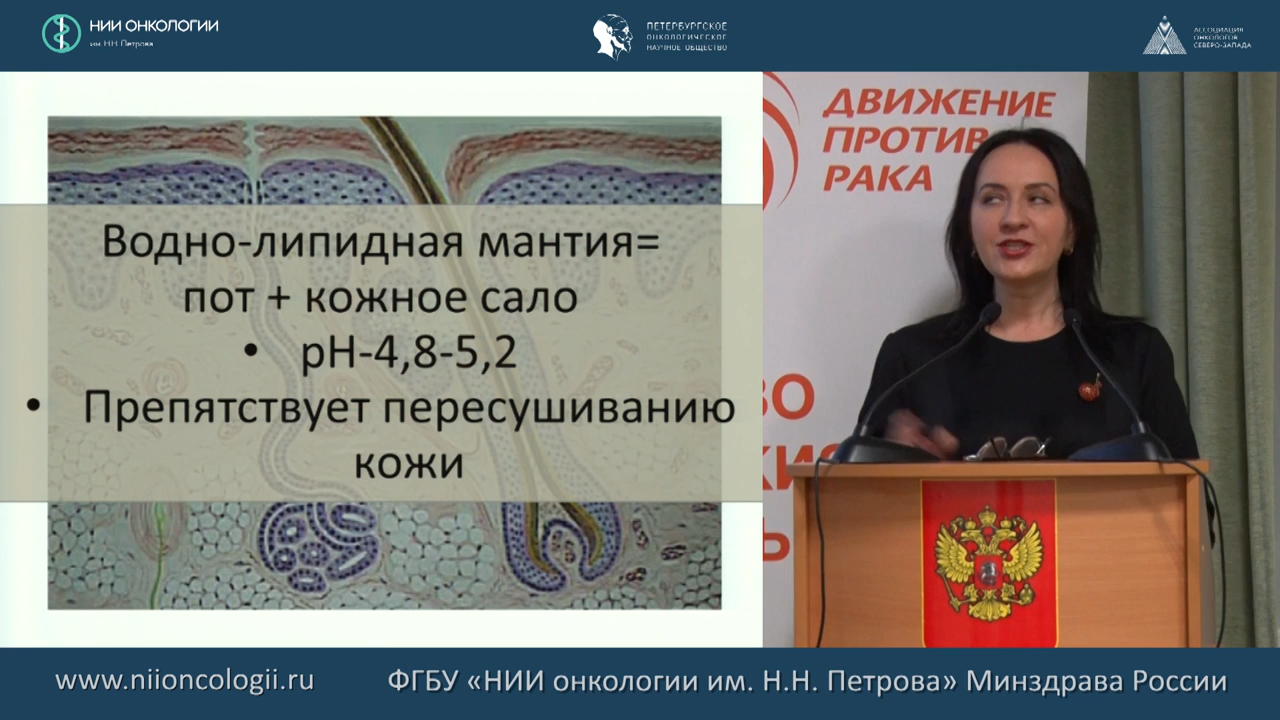 НИИ ОНКОЛОГИИ
им. Н.Н. Петрова
ПЕТЕРБУРГСКОЕ
ОНКОЛОГИЧЕСКОЕ
НАУЧНОЕ ОБЩЕСТВО
АССОЦИАЦИЯ
ОНКОЛОГОВ
СЕВЕРО-ЗАПАДА
Водно-липидная мантия=
пот + кожное сало
• pH-4,8-5,2
• Препятствует пересушиванию
кожи
ДВИЖЕНИЕ
ПРОТИВ
РАКА
www.niioncologii.ru
ФГБУ «НИИ онкологии им. Н.Н. Петрова» Минздрава России